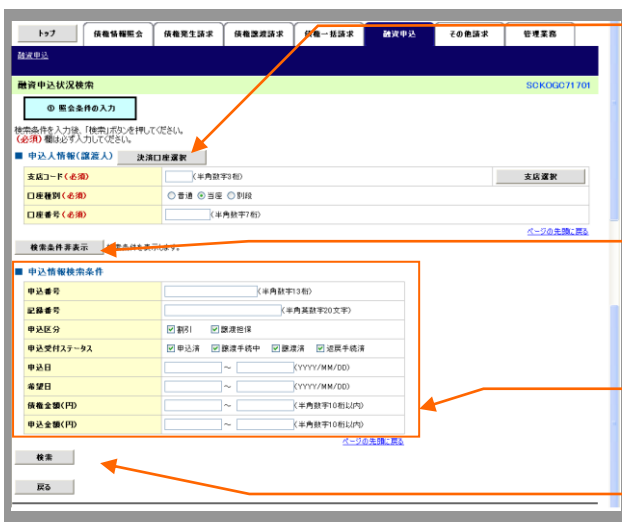 トップ 債権情報照会 債権発生請求 債権譲渡請求 債権一括請求 融資申込 その他請求 管理業務
融資申込
融資申込状況検索 SCKOGC71701
① 照会条件の入力
検索条件を入力後、「検索」ボタンを押してください。
(必須)欄は必ず入力してください。
■ 申込人情報(譲渡人) 決済口座選択
支店コード(必須) (半角数字3桁) 支店選択
口座種別(必須) 普通 当座 別段
口座番号(必須) (半角数字7桁)
ページの先頭に戻る
検索条件非表示 検索条件を表示します。
■ 申込情報検索条件
申込番号 (半角数字13桁)
記録番号 (半角英数字20文字)
申込区分 割引 譲渡担保
申込受付ステータス 申込済 譲渡手続中 譲渡済 返戻手続済
申込日 ~ (YYYY/MM/DD)
希望日 ~ (YYYY/MM/DD)
債権金額(円) ~ (半角数字10桁以内)
申込金額(円) ~ (半角数字10桁以内)
ページの先頭に戻る
検索
戻る